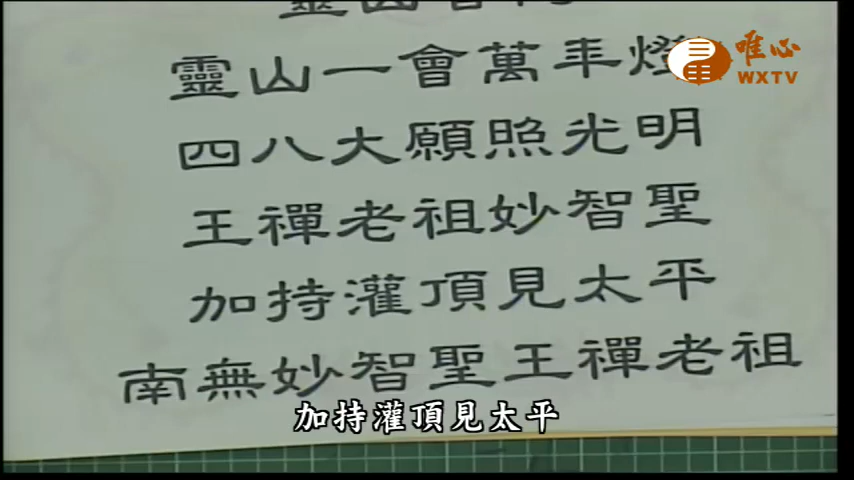 靈山一會萬年燈
四八大願照光明
王禪老祖妙智聖
加持灌頂見太平
南無妙智聖王禪老祖
加持灌頂見太平
唯心
WXTV